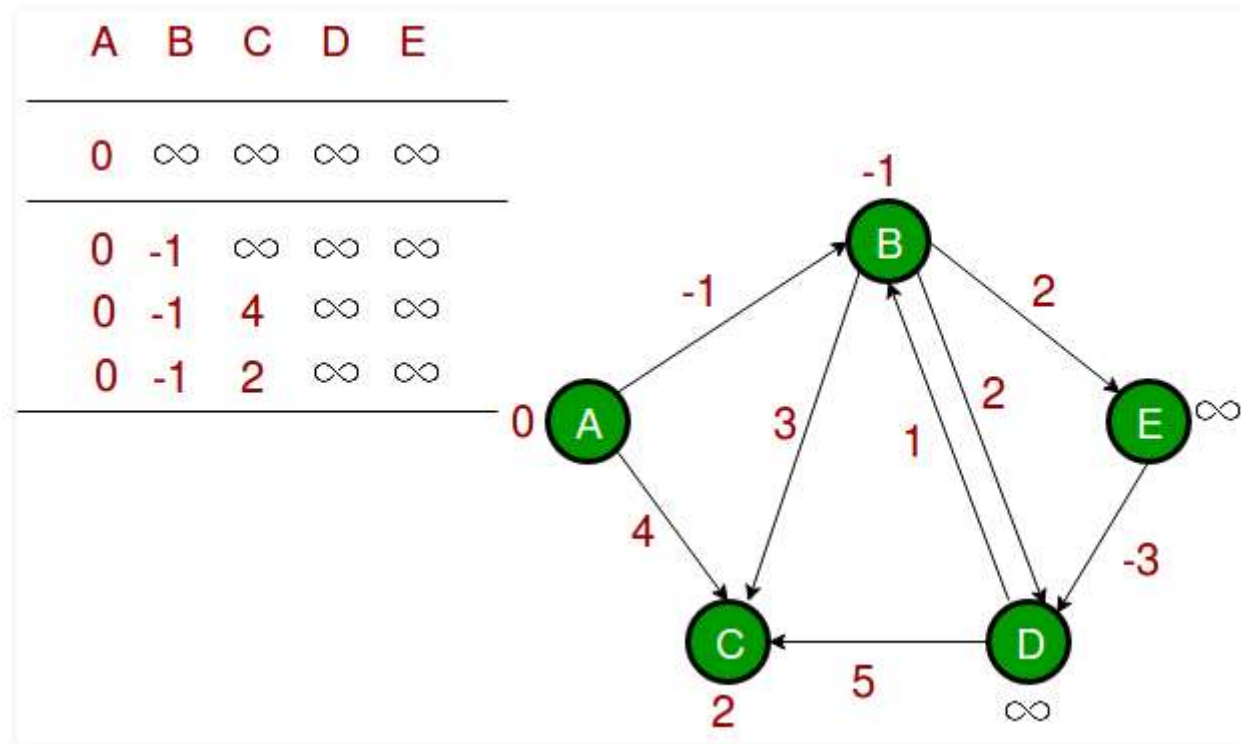 A B C D E
0 ∞ ∞ ∞ ∞
0 -1 ∞ ∞ ∞
0 -1 4 ∞ ∞
0 -1 2 ∞ ∞
-1
B
-1
2
0
A
3
1
2
E
∞
4
-3
C
5
D
2
∞